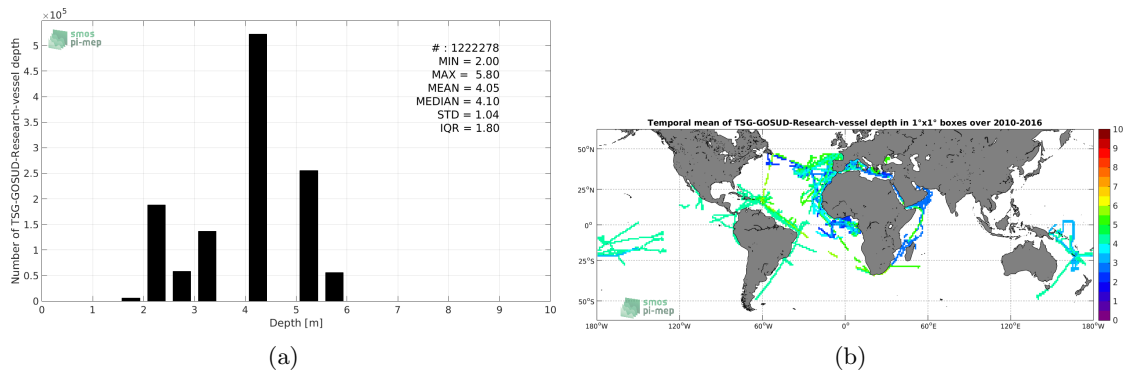 ×10⁵
smos
pi-mep
# : 1222278
MIN = 2.00
MAX = 5.80
MEAN = 4.05
MEDIAN = 4.10
STD = 1.04
IQR = 1.80
Number of TSG-GOSUD-Research-vessel depth
5
4.5
4
3.5
3
2.5
2
1.5
1
0.5
0
0 1 2 3 4 5 6 7 8 9 10
Depth [m]
(a)
Temporal mean of TSG-GOSUD-Research-vessel depth in 1°x1° boxes over 2010-2016
50°N
25°N
0°
25°S
50°S
180°W 120°W 60°W 0° 60°E 120°E 180°W
smos
pi-mep
10
9
8
7
6
5
4
3
2
1
0
(b)